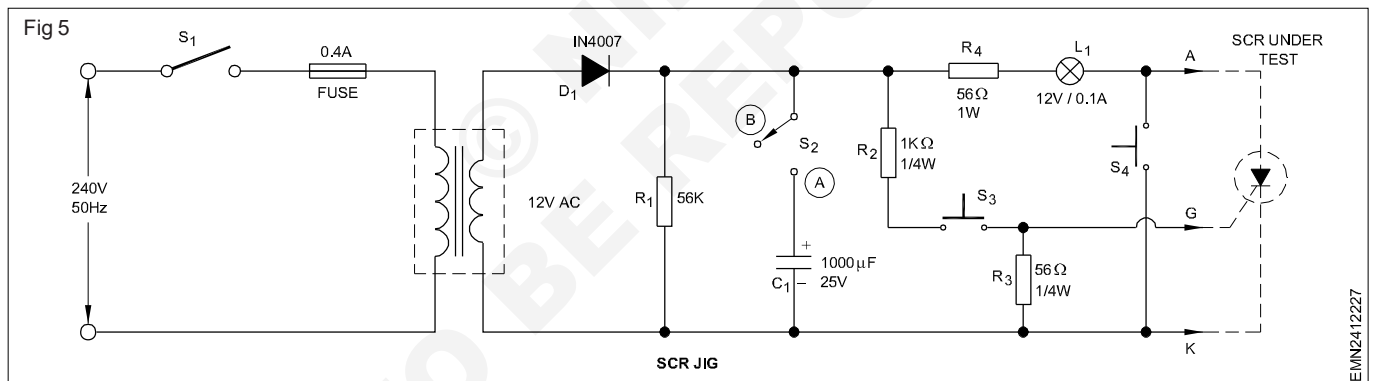 Fig 5
S1
0.4A
FUSE
IN4007
D1
R4
56Ω
1W
L1
12V / 0.1A
A
SCR UNDER
TEST
240V
50Hz
12V AC
R1
56K
B
S2
A
+
1000µF
25V
C1 –
R2
1KΩ
1/4W
S3
S4
G
R3
56Ω
1/4W
K
SCR JIG
EMN2412227